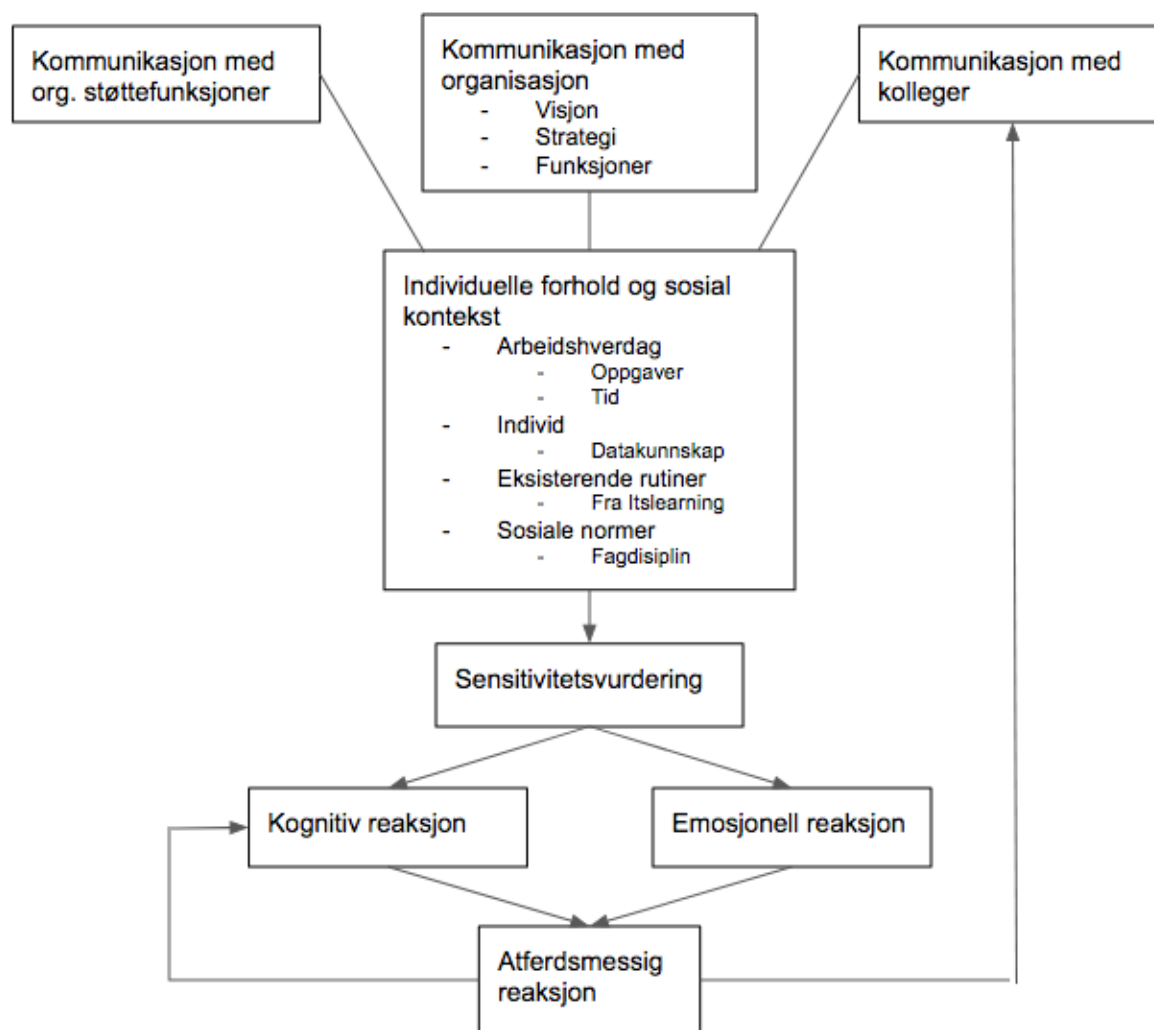 Kommunikasjon med
org. støttefunksjoner
Kommunikasjon med
organisasjon
- Visjon
- Strategi
- Funksjoner
Kommunikasjon med
kolleger
Individuelle forhold og sosial
kontekst
- Arbeidshverdag
- Oppgaver
- Tid
- Individ
- Datakunnskap
- Eksisterende rutiner
- Fra Itslearning
- Sosiale normer
- Fagdisiplin
Sensitivitetsvurdering
Kognitiv reaksjon
Emosjonell reaksjon
Atferdsmessig
reaksjon